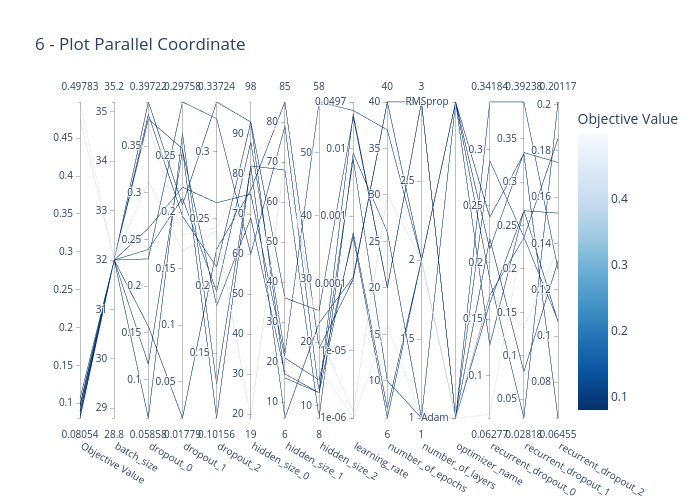 6 - Plot Parallel Coordinate
0.49783 35.2 0.39722 0.29758 0.33724 98 85 58 0.0497 40 3 RMSprop 0.34184 0.39238 0.20117
Objective Value
0.45 0.4 0.35 0.3 0.25 0.2 0.15 0.1
35 34 33 32 31 30 29
0.35 0.3 0.25 0.2 0.15 0.1
0.25 0.2 0.15 0.1 0.05
0.3 0.25 0.2 0.15
90 80 70 60 50 40 30 20
80 70 60 50 40 30 20 10
50 40 30 20 10
0.01 0.001 0.0001 1e-05 1e-06
40 35 30 25 20 15 10
2.5 2 1.5 1
Adam
0.3 0.25 0.2 0.15 0.1
0.35 0.3 0.25 0.2 0.15 0.1 0.05
0.2 0.18 0.16 0.14 0.12 0.1 0.08
0.4 0.3 0.2 0.1
0.08054 28.8 0.05858 0.01779 0.10156 19 6 8 1 6 1 0.06277 0.02818 0.06455
Objective Value
batch_size
dropout_0
dropout_1
dropout_2
hidden_size_0
hidden_size_1
hidden_size_2
learning_rate
number_of_epochs
number_of_layers
optimizer_name
recurrent_dropout_0
recurrent_dropout_1
recurrent_dropout_2